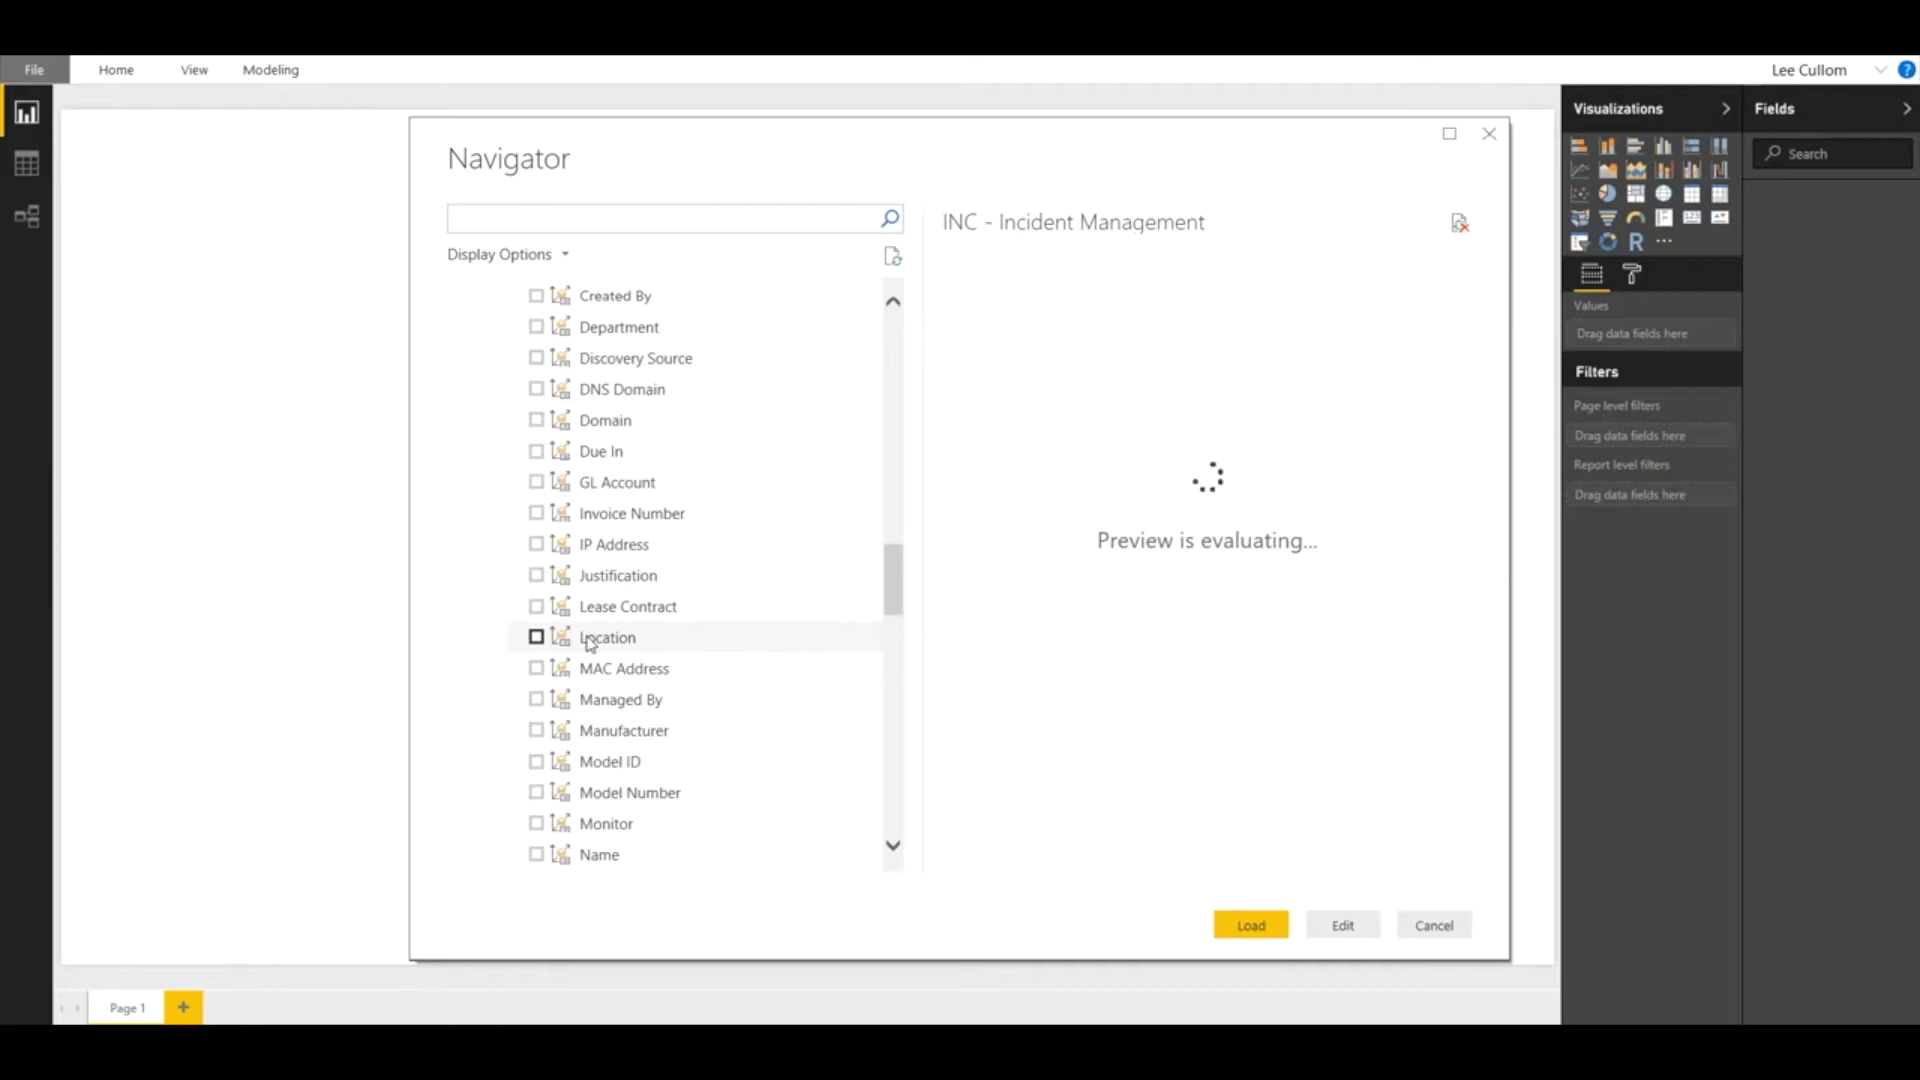 File
Home
View
Modeling
Lee Cullom
?
Navigator
Display Options
Created By
Department
Discovery Source
DNS Domain
Domain
Due In
GL Account
Invoice Number
IP Address
Justification
Lease Contract
Location
MAC Address
Managed By
Manufacturer
Model ID
Model Number
Monitor
Name
INC - Incident Management
Preview is evaluating...
Load
Edit
Cancel
Visualizations
R
Values
Drag data fields here
Filters
Page level filters
Drag data fields here
Report level filters
Drag data fields here
Fields
Search
Page 1
+